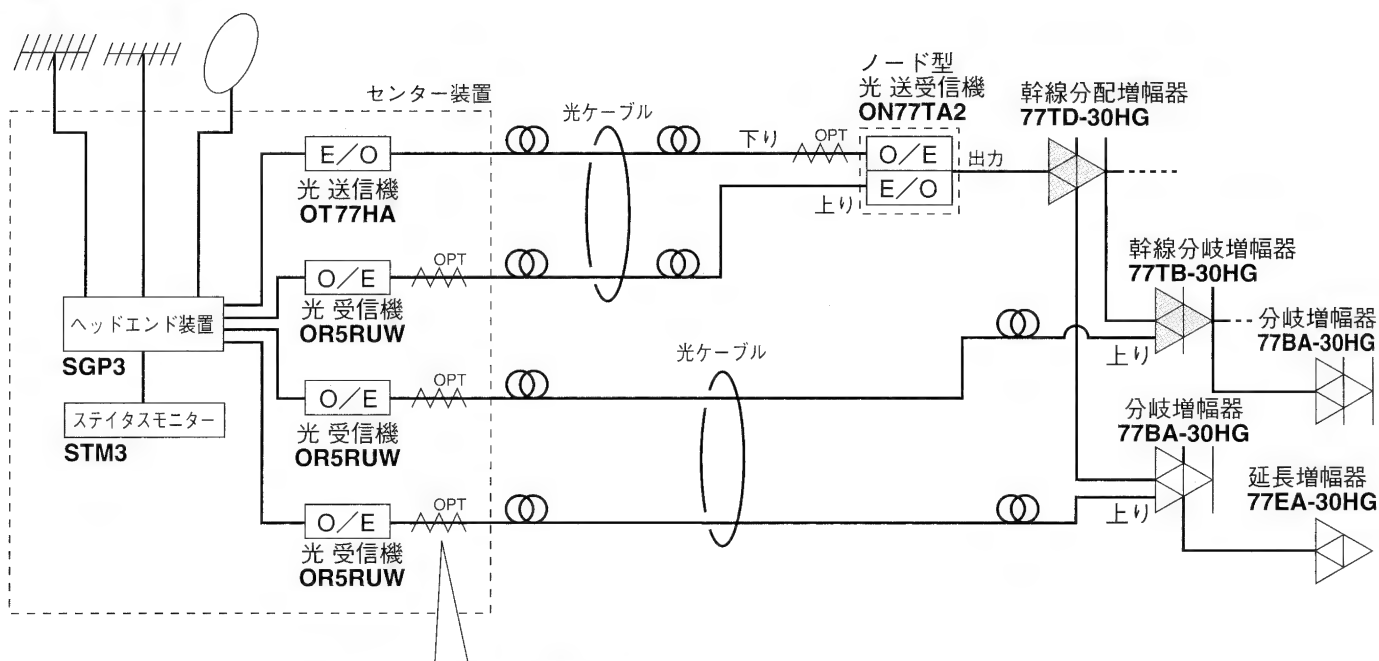 センター装置
E/O
光 送信機
OT77HA
光ケーブル
下り
OPT
ノード型
光 送受信機
ON77TA2
O/E
E/O
上り
出力
幹線分配増幅器
77TD-30HG
O/E
光 受信機
OR5RUW
OPT
幹線分岐増幅器
77TB-30HG
上り
分岐増幅器
77BA-30HG
ヘッドエンド装置
SGP3
ステイタスモニター
STM3
O/E
光 受信機
OR5RUW
OPT
光ケーブル
分岐増幅器
77BA-30HG
上り
延長増幅器
77EA-30HG
O/E
光 受信機
OR5RUW
OPT